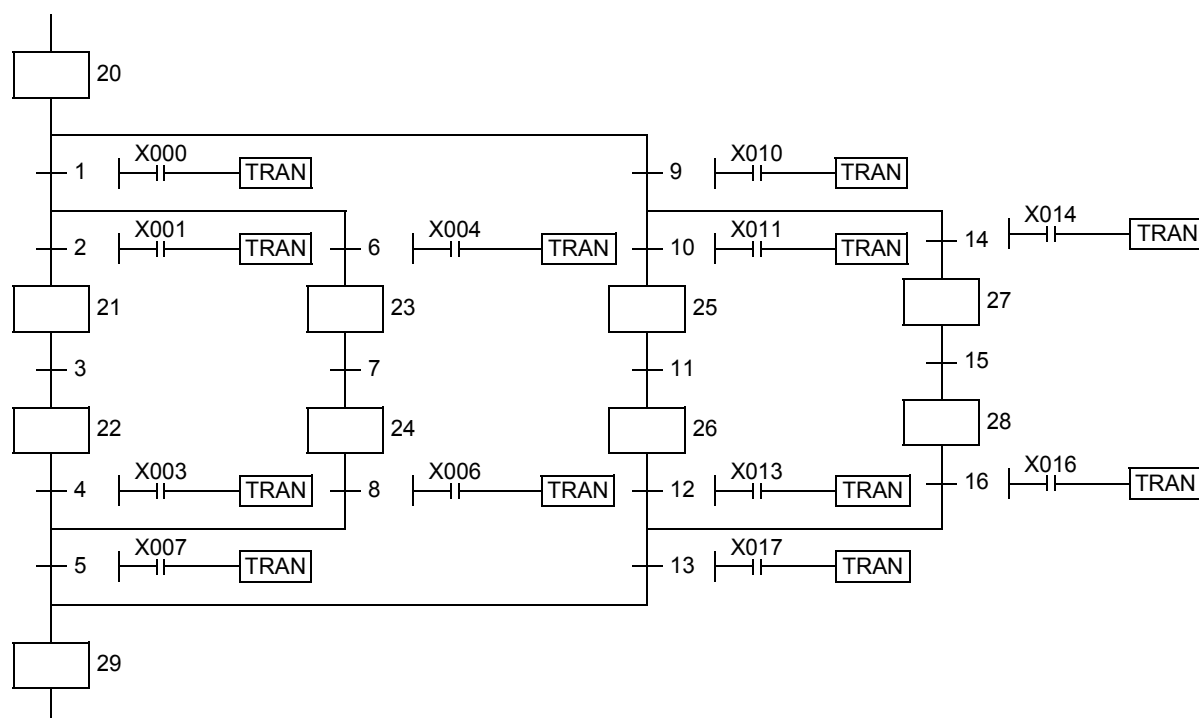 20
1 X000 TRAN 9 X010 TRAN
X014
2 X001 TRAN 6 X004 TRAN 10 X011 TRAN 14 TRAN
21 23 25 27
3 7 11 15
22 24 26 28
4 X003 TRAN 8 X006 TRAN 12 X013 TRAN 16 X016 TRAN
5 X007 TRAN 13 X017 TRAN
29